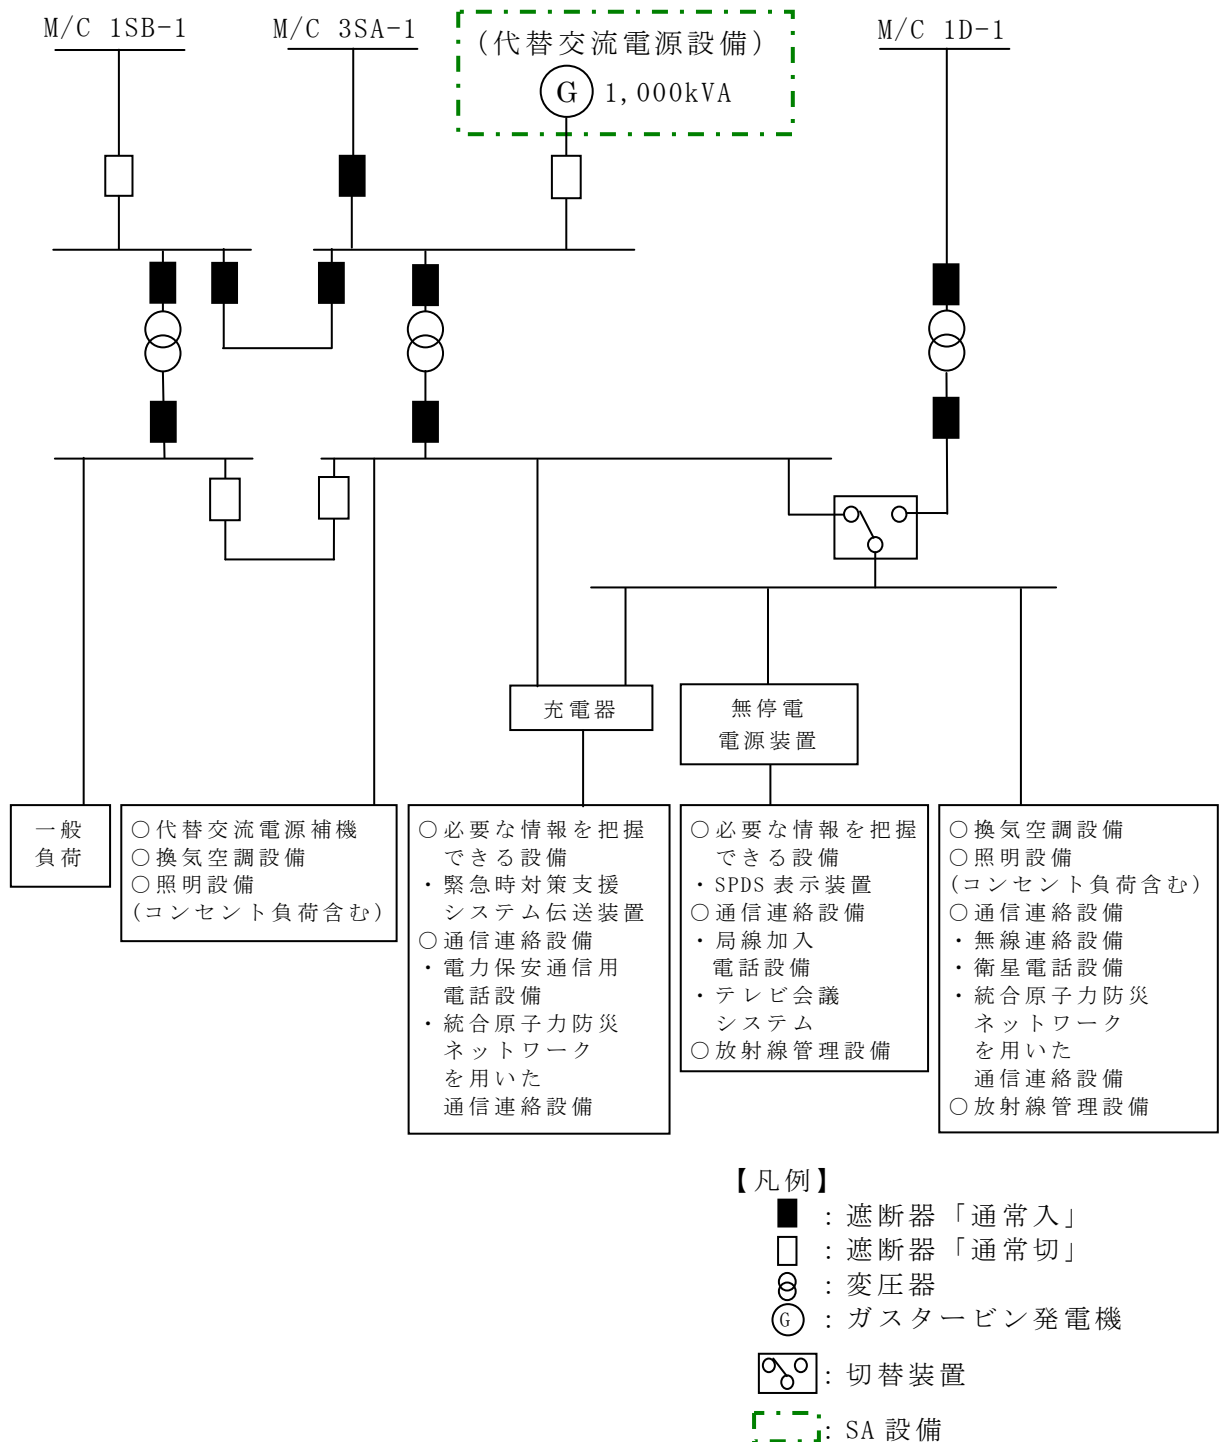 M/C 1SB-1
M/C 3SA-1
(代替交流電源設備)
G 1,000kVA
M/C 1D-1
充電器
無停電
電源装置
一般
負荷
○代替交流電源補機
○換気空調設備
○照明設備
(コンセント負荷含む)
○必要な情報を把握
できる設備
・緊急時対策支援
システム伝送装置
○通信連絡設備
・電力保安通信用
電話設備
・統合原子力防災
ネットワーク
を用いた
通信連絡設備
○必要な情報を把握
できる設備
・SPDS表示装置
○通信連絡設備
・局線加入
電話設備
・テレビ会議
システム
○放射線管理設備
○換気空調設備
○照明設備
(コンセント負荷含む)
○通信連絡設備
・無線連絡設備
・衛星電話設備
・統合原子力防災
ネットワーク
を用いた
通信連絡設備
○放射線管理設備
【凡例】
：遮断器「通常入」
：遮断器「通常切」
：変圧器
G ：ガスタービン発電機
：切替装置
：SA設備